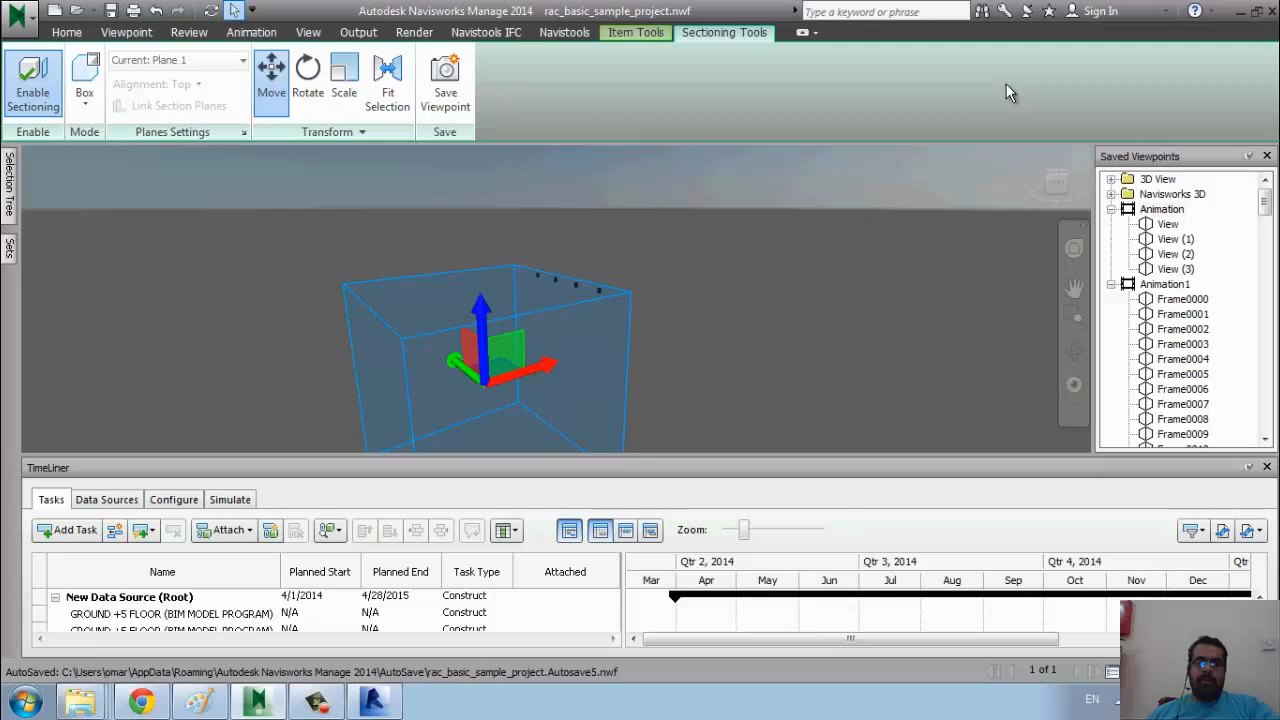 Autodesk Navisworks Manage 2014 rac_basic_sample_project.nwf
Type a keyword or phrase
Sign In
Home Viewpoint Review Animation View Output Render Navistools IFC Navistools Item Tools Sectioning Tools
Enable Sectioning
Box
Current: Plane 1
Alignment: Top
Link Section Planes
Move Rotate Scale Fit Selection
Save Viewpoint
Enable Mode Planes Settings Transform Save
Selection Tree
Sets
Saved Viewpoints
3D View
Navisworks 3D
Animation
View
View (1)
View (2)
View (3)
Animation1
Frame0000
Frame0001
Frame0002
Frame0003
Frame0004
Frame0005
Frame0006
Frame0007
Frame0008
Frame0009
TimeLiner
Tasks Data Sources Configure Simulate
Add Task Attach Zoom:
Name Planned Start Planned End Task Type Attached
Qtr 2, 2014 Qtr 3, 2014 Qtr 4, 2014 Qtr
Mar Apr May Jun Jul Aug Sep Oct Nov Dec
New Data Source (Root) 4/1/2014 4/28/2015 Construct
GROUND +5 FLOOR (BIM MODEL PROGRAM) N/A N/A Construct
GROUND +5 FLOOR (BIM MODEL PROGRAM) N/A N/A Construct
AutoSaved: C:\Users\omar\AppData\Roaming\Autodesk Navisworks Manage 2014\AutoSave\rac_basic_sample_project.Autosave5.nwf
1 of 1
EN